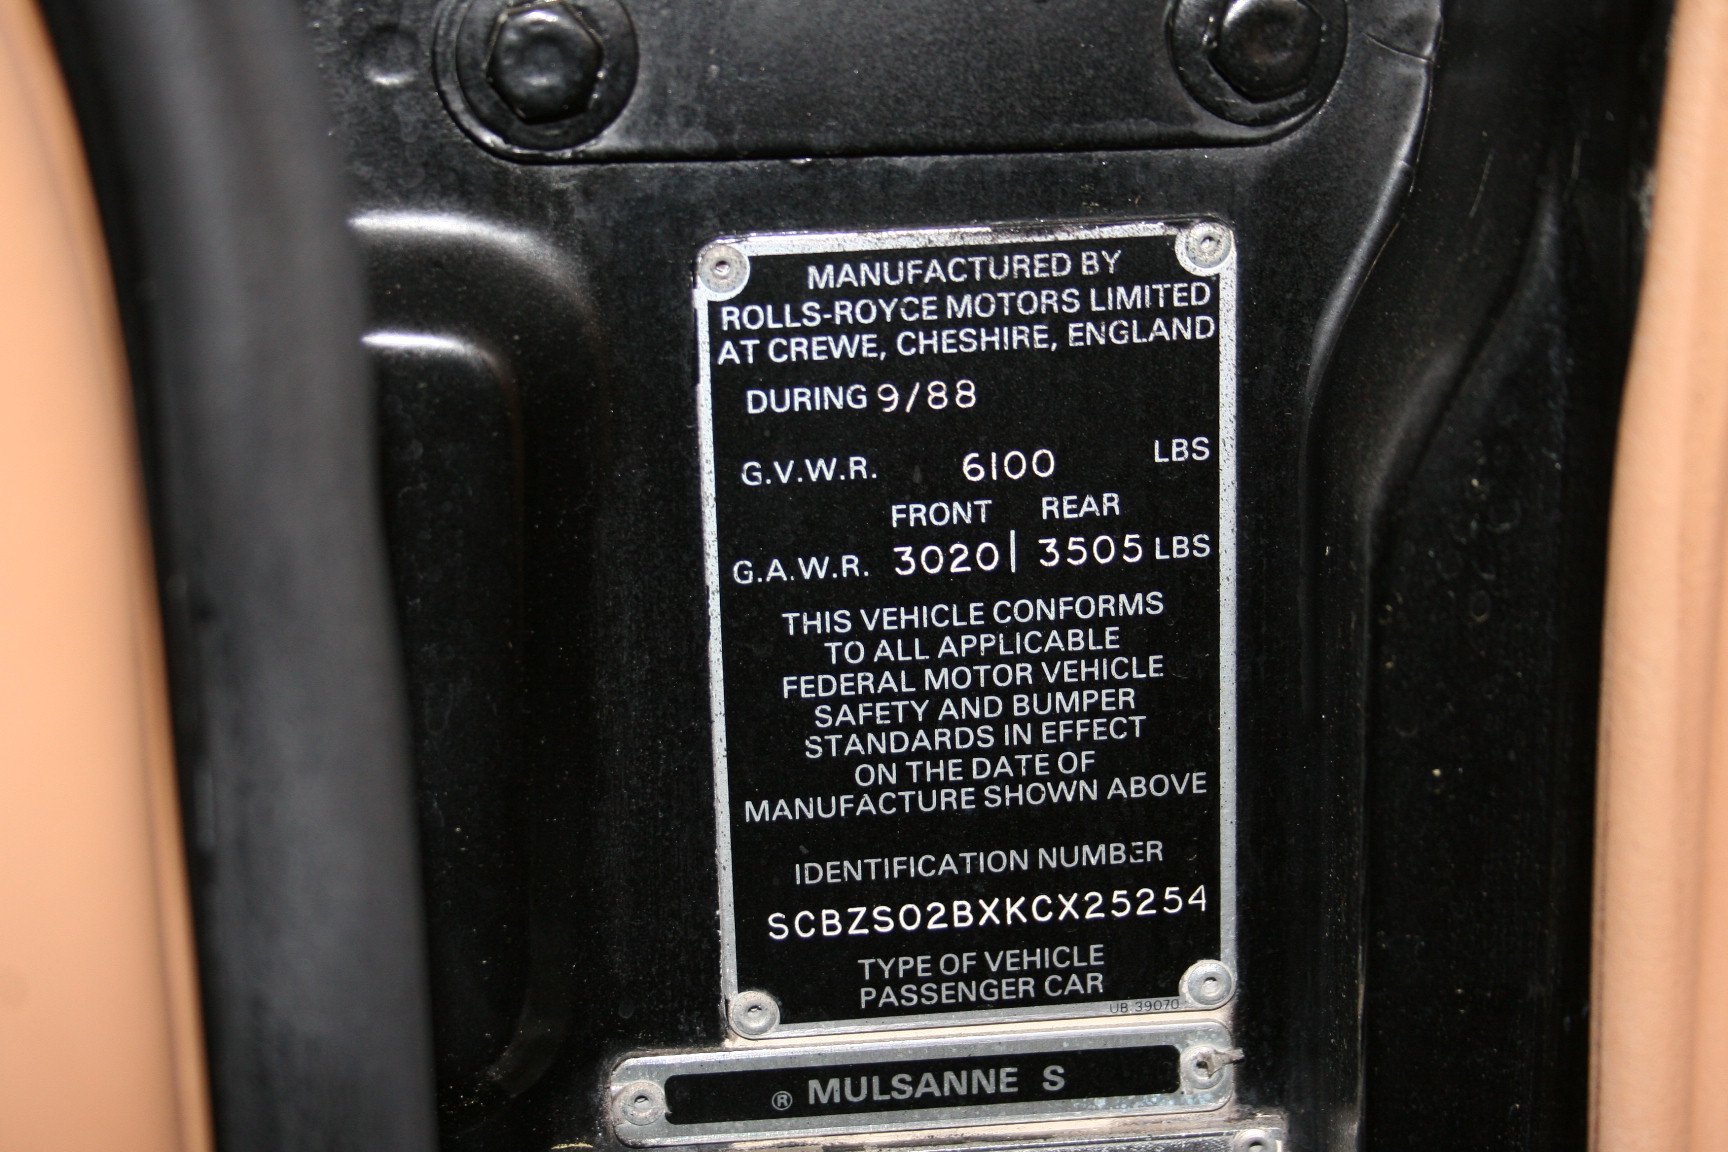 MANUFACTURED BY
ROLLS-ROYCE MOTORS LIMITED
AT CREWE, CHESHIRE, ENGLAND
DURING 9/88
G.V.W.R. 6100 LBS
FRONT REAR
G.A.W.R. 3020 | 3505 LBS
THIS VEHICLE CONFORMS
TO ALL APPLICABLE
FEDERAL MOTOR VEHICLE
SAFETY AND BUMPER
STANDARDS IN EFFECT
ON THE DATE OF
MANUFACTURE SHOWN ABOVE
IDENTIFICATION NUMBER
SCBZS02BXKCX25254
TYPE OF VEHICLE
PASSENGER CAR
UB 39070
® MULSANNE S